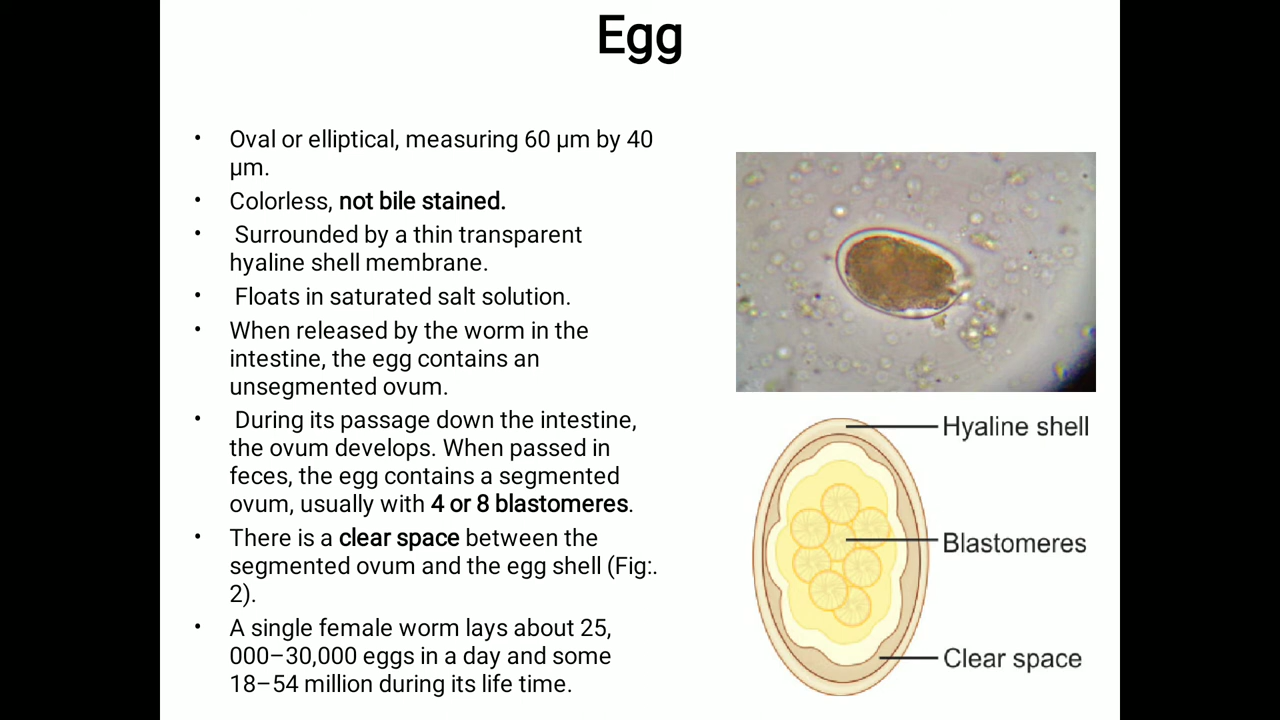 Egg
• Oval or elliptical, measuring 60 µm by 40
µm.
• Colorless, not bile stained.
• Surrounded by a thin transparent
hyaline shell membrane.
• Floats in saturated salt solution.
• When released by the worm in the
intestine, the egg contains an
unsegmented ovum.
• During its passage down the intestine,
the ovum develops. When passed in
feces, the egg contains a segmented
ovum, usually with 4 or 8 blastomeres.
• There is a clear space between the
segmented ovum and the egg shell (Fig:.
2).
• A single female worm lays about 25,
000–30,000 eggs in a day and some
18–54 million during its life time.
Hyaline shell
Blastomeres
Clear space